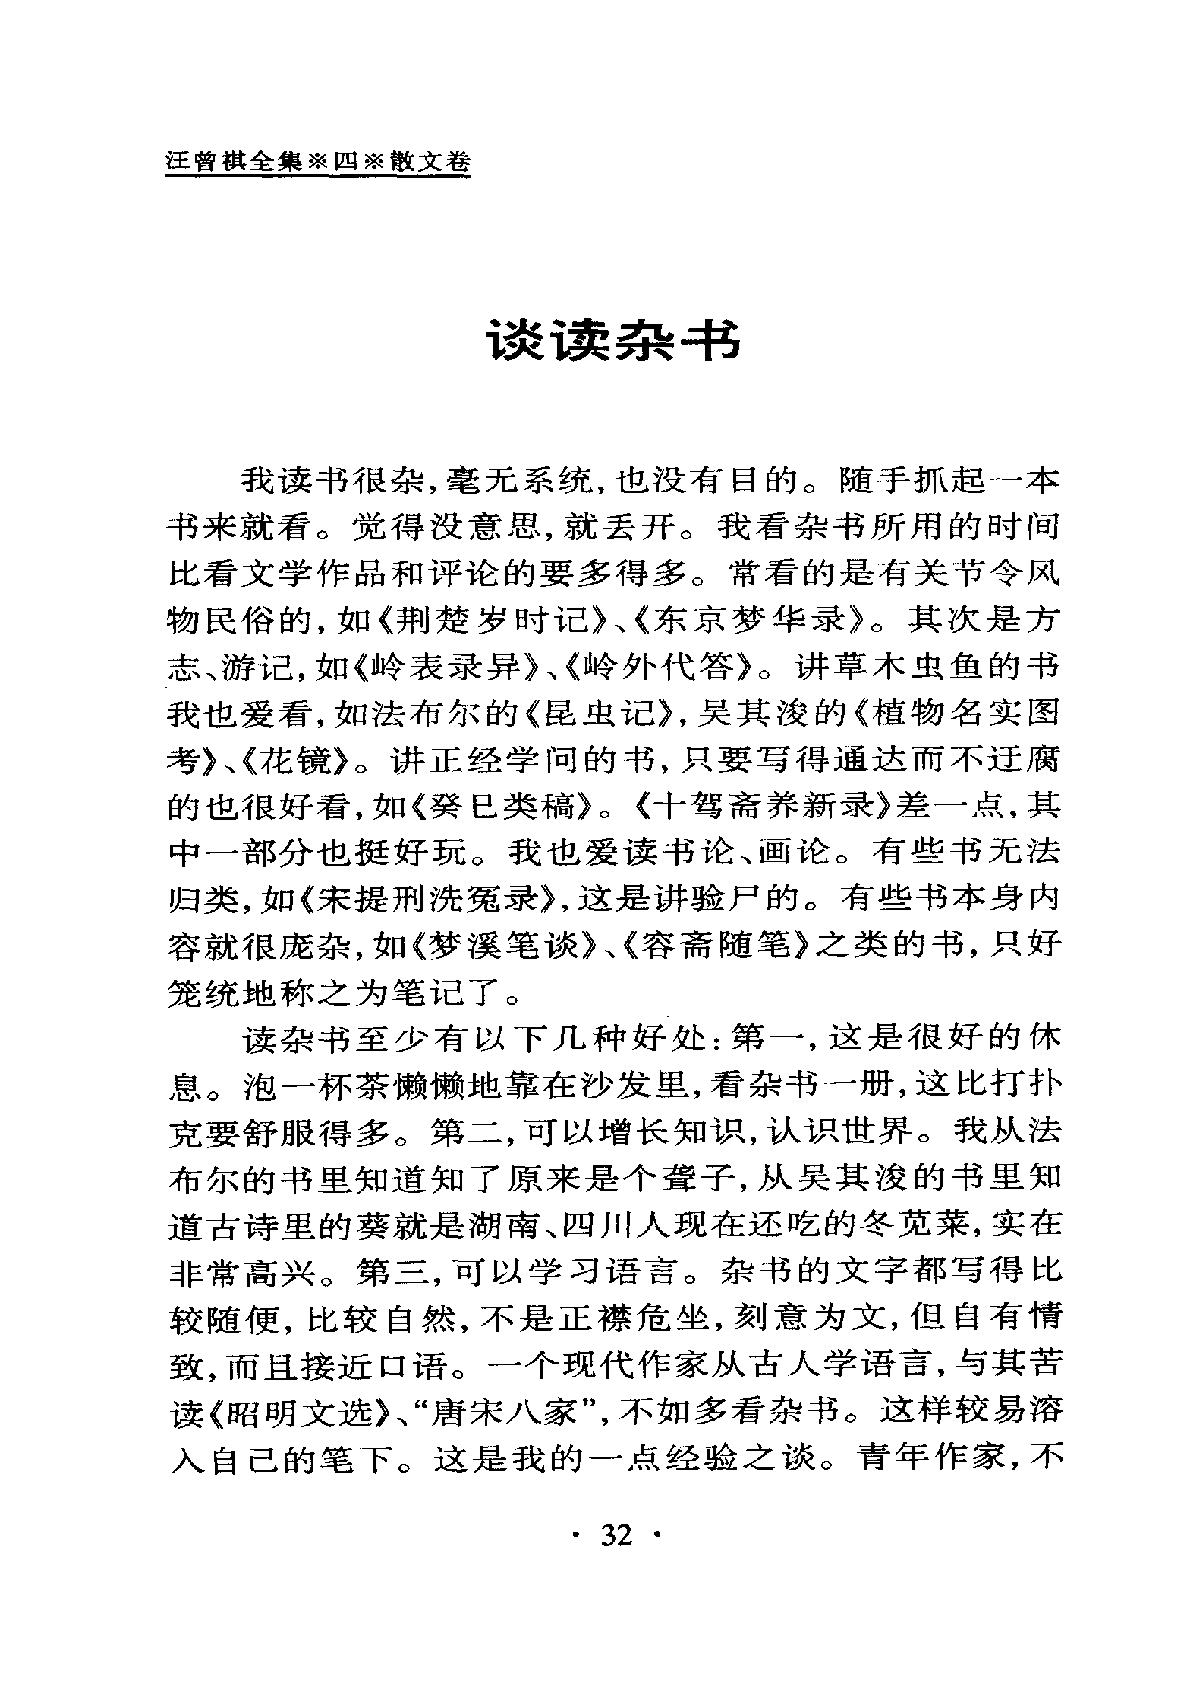 汪曾祺全集※四※散文卷
谈读杂书
我读书很杂,毫无系统,也没有目的。随手抓起一本
书来就看。觉得没意思,就丢开。我看杂书所用的时间
比看文学作品和评论的要多得多。常看的是有关节令风
物民俗的,如《荆楚岁时记》、《东京梦华录》。其次是方
志、游记,如《岭表录异》、《岭外代答》。讲草木虫鱼的书
我也爱看,如法布尔的《昆虫记》,吴其浚的《植物名实图
考》、《花镜》。讲正经学问的书,只要写得通达而不迂腐
的也很好看,如《癸巳类稿》。《十驾斋养新录》差一点,其
中一部分也挺好玩。我也爱读书论、画论。有些书无法
归类,如《宋提刑洗冤录》,这是讲验尸的。有些书本身内
容就很庞杂,如《梦溪笔谈》、《容斋随笔》之类的书,只好
笼统地称之为笔记了。
读杂书至少有以下几种好处:第一,这是很好的休
息。泡一杯茶懒懒地靠在沙发里,看杂书一册,这比打扑
克要舒服得多。第二,可以增长知识,认识世界。我从法
布尔的书里知道知了原来是个聋子,从吴其浚的书里知
道古诗里的葵就是湖南、四川人现在还吃的冬苋菜,实在
非常高兴。第三,可以学习语言。杂书的文字都写得比
较随便,比较自然,不是正襟危坐,刻意为文,但自有情
致,而且接近口语。一个现代作家从古人学语言,与其苦
读《昭明文选》、“唐宋八家”,不如多看杂书。这样较易溶
入自己的笔下。这是我的一点经验之谈。青年作家,不
· 32 ·